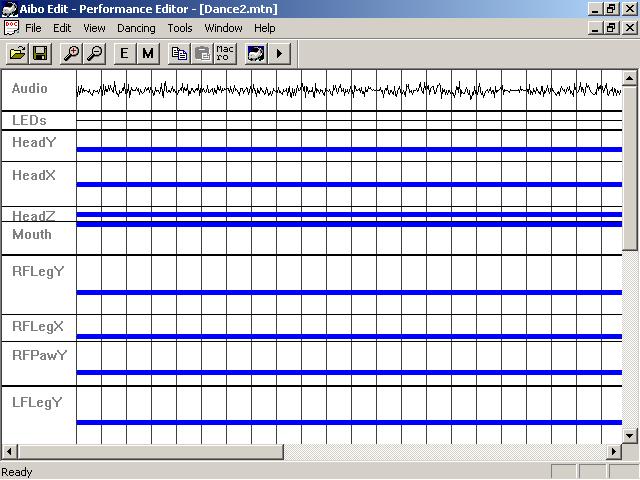 Aibo Edit - Performance Editor - [Dance2.mtn]
DOC File Edit View Dancing Tools Window Help
E M Mac ro
Audio
LEDs
HeadY
HeadX
HeadZ
Mouth
RFLegY
RFLegX
RFPawY
LFLegY
Ready